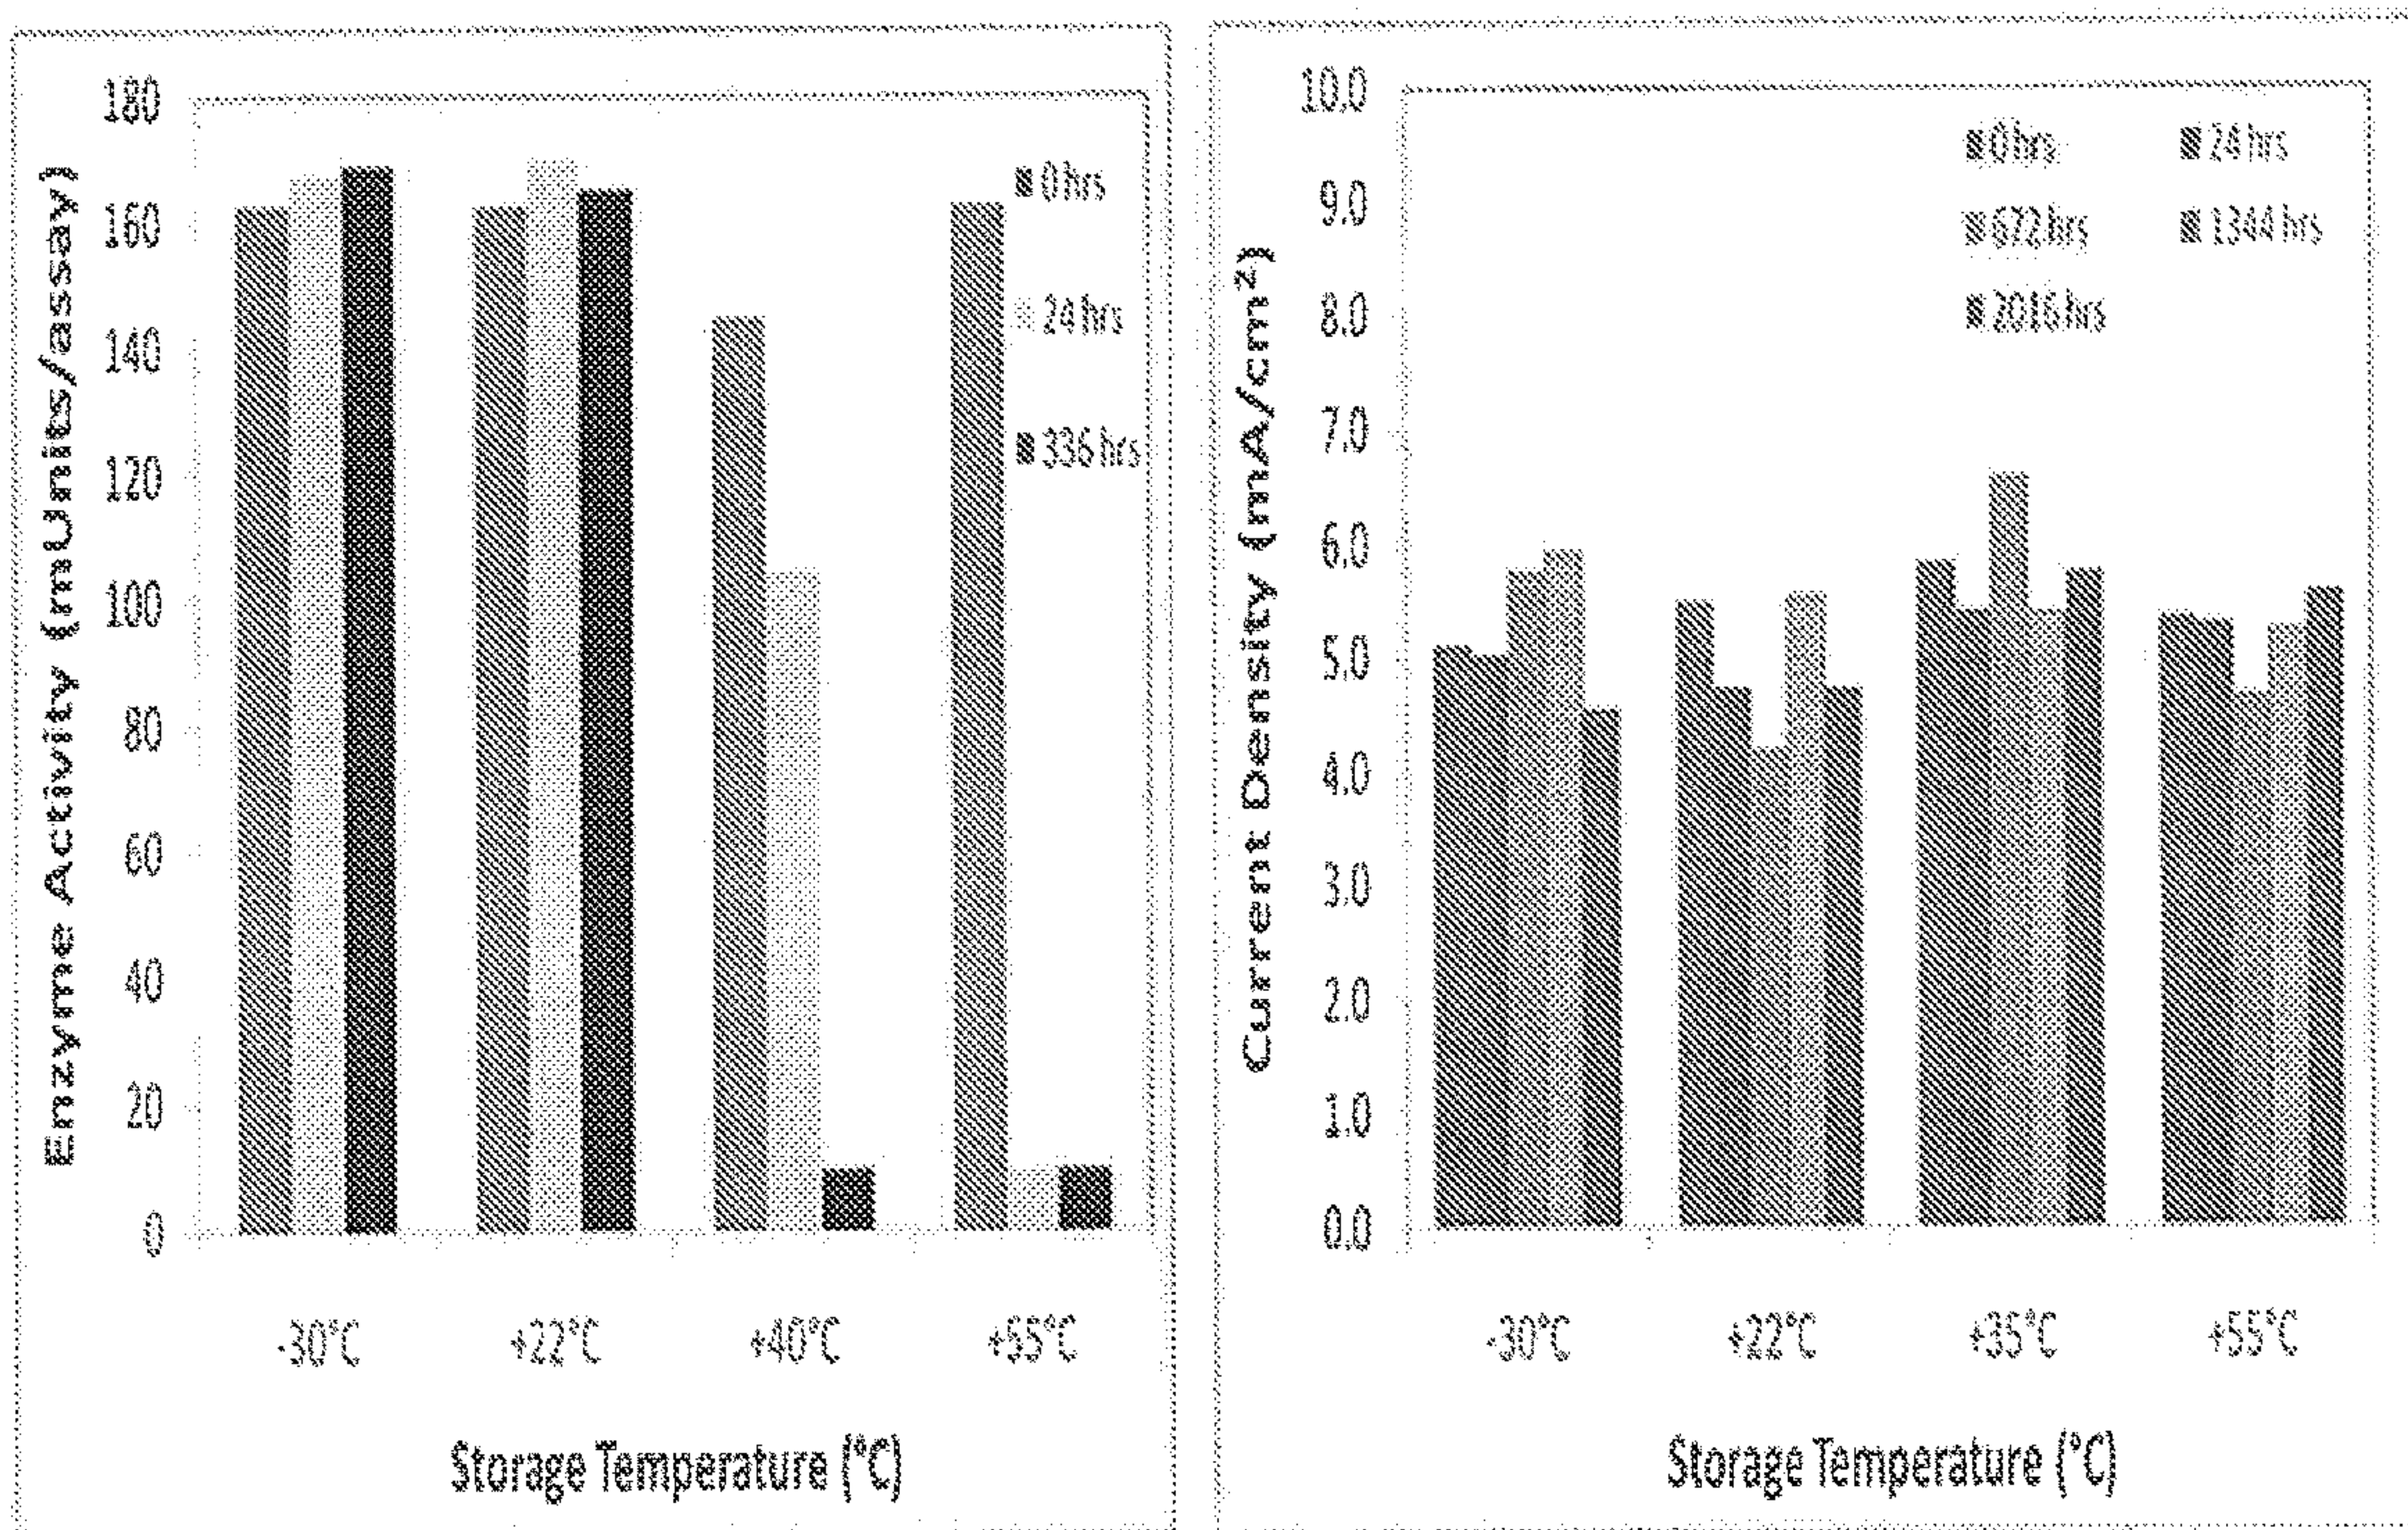 Enzyme Activity (mUnits/assay)
180
160
140
120
100
80
60
40
20
0
0 hrs
24 hrs
336 hrs
-30°C +22°C +40°C +55°C
Storage Temperature (°C)
Current Density (mA/cm²)
10.0
9.0
8.0
7.0
6.0
5.0
4.0
3.0
2.0
1.0
0.0
0 hrs 24 hrs
672 hrs 1344 hrs
2016 hrs
-30°C +22°C +35°C +55°C
Storage Temperature (°C)